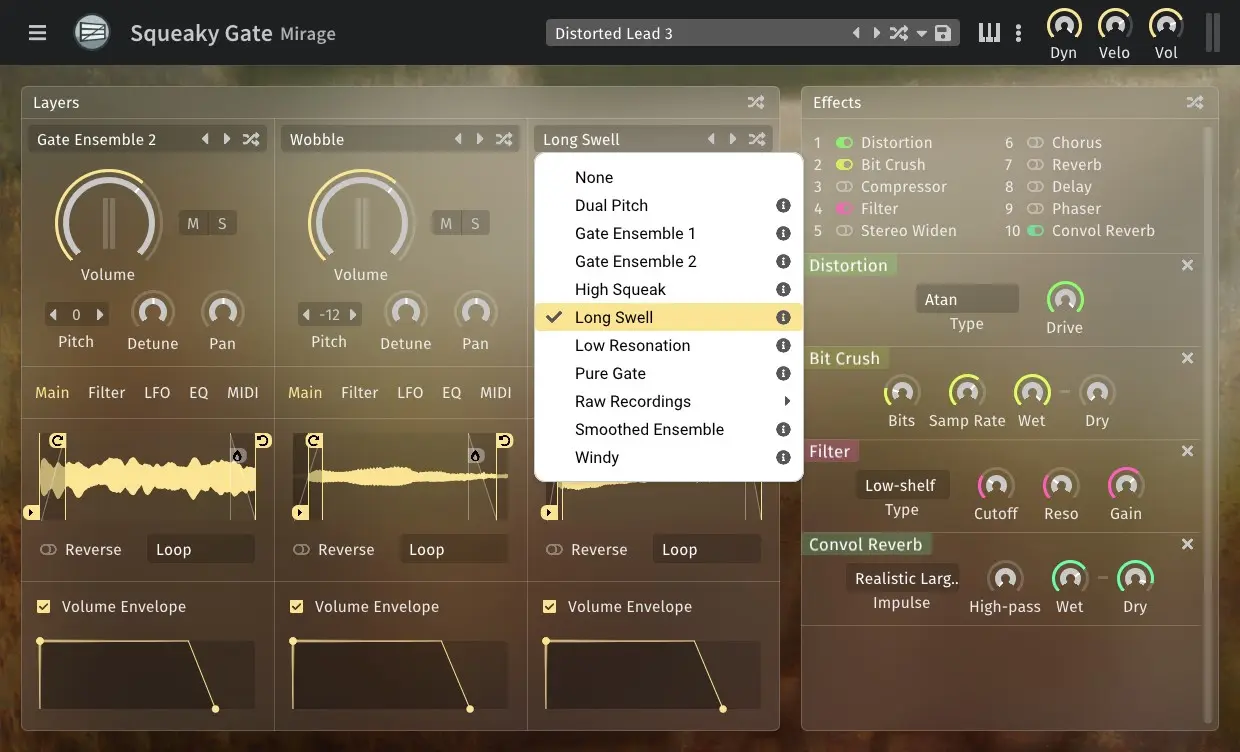 Squeaky Gate Mirage
Distorted Lead 3
Dyn Velo Vol
Layers
Gate Ensemble 2
M S
Volume
0
Pitch Detune Pan
Main Filter LFO EQ MIDI
Reverse Loop
Volume Envelope
Wobble
M S
Volume
-12
Pitch Detune Pan
Main Filter LFO EQ MIDI
Reverse Loop
Volume Envelope
Long Swell
None
Dual Pitch
Gate Ensemble 1
Gate Ensemble 2
High Squeak
Long Swell
Low Resonation
Pure Gate
Raw Recordings
Smoothed Ensemble
Windy
Reverse Loop
Volume Envelope
Effects
1 Distortion 6 Chorus
2 Bit Crush 7 Reverb
3 Compressor 8 Delay
4 Filter 9 Phaser
5 Stereo Widen 10 Convol Reverb
Distortion
Atan
Type Drive
Bit Crush
Bits Samp Rate Wet Dry
Filter
Low-shelf
Type Cutoff Reso Gain
Convol Reverb
Realistic Larg..
Impulse High-pass Wet Dry